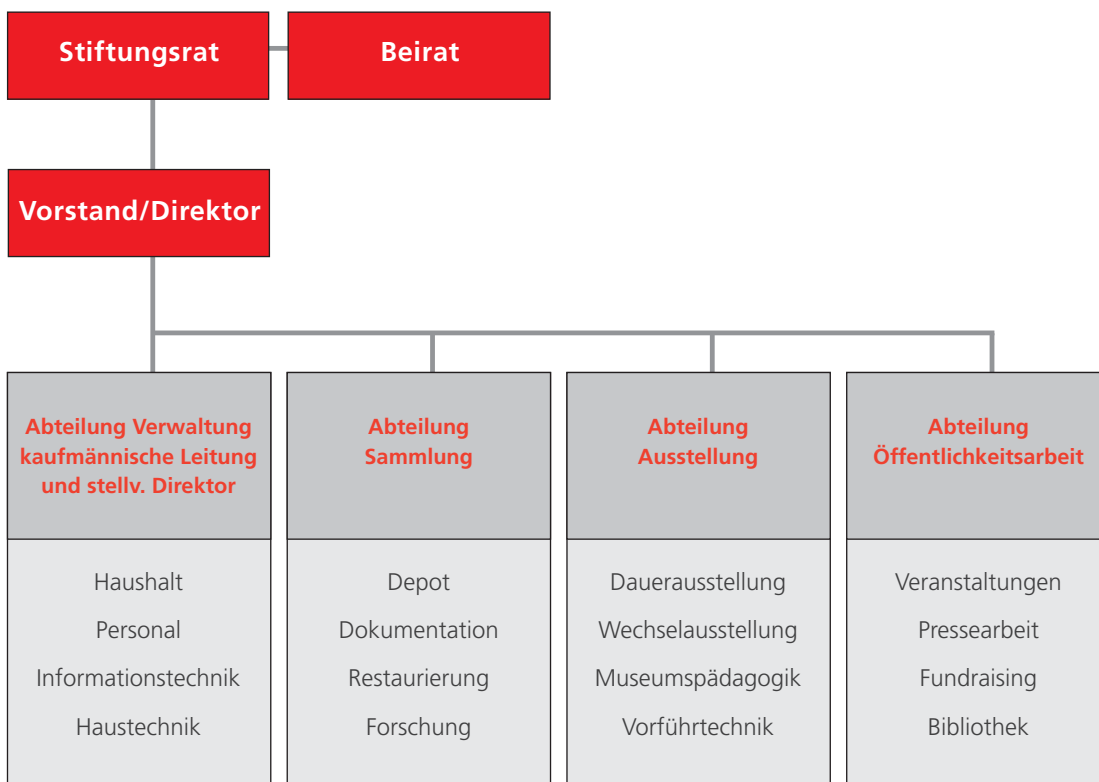 Stiftungsrat
Beirat
Vorstand/Direktor
Abteilung Verwaltung
kaufmännische Leitung
und stellv. Direktor
Haushalt
Personal
Informationstechnik
Haustechnik
Abteilung
Sammlung
Depot
Dokumentation
Restaurierung
Forschung
Abteilung
Ausstellung
Dauerausstellung
Wechselausstellung
Museumspädagogik
Vorführtechnik
Abteilung
Öffentlichkeitsarbeit
Veranstaltungen
Pressearbeit
Fundraising
Bibliothek